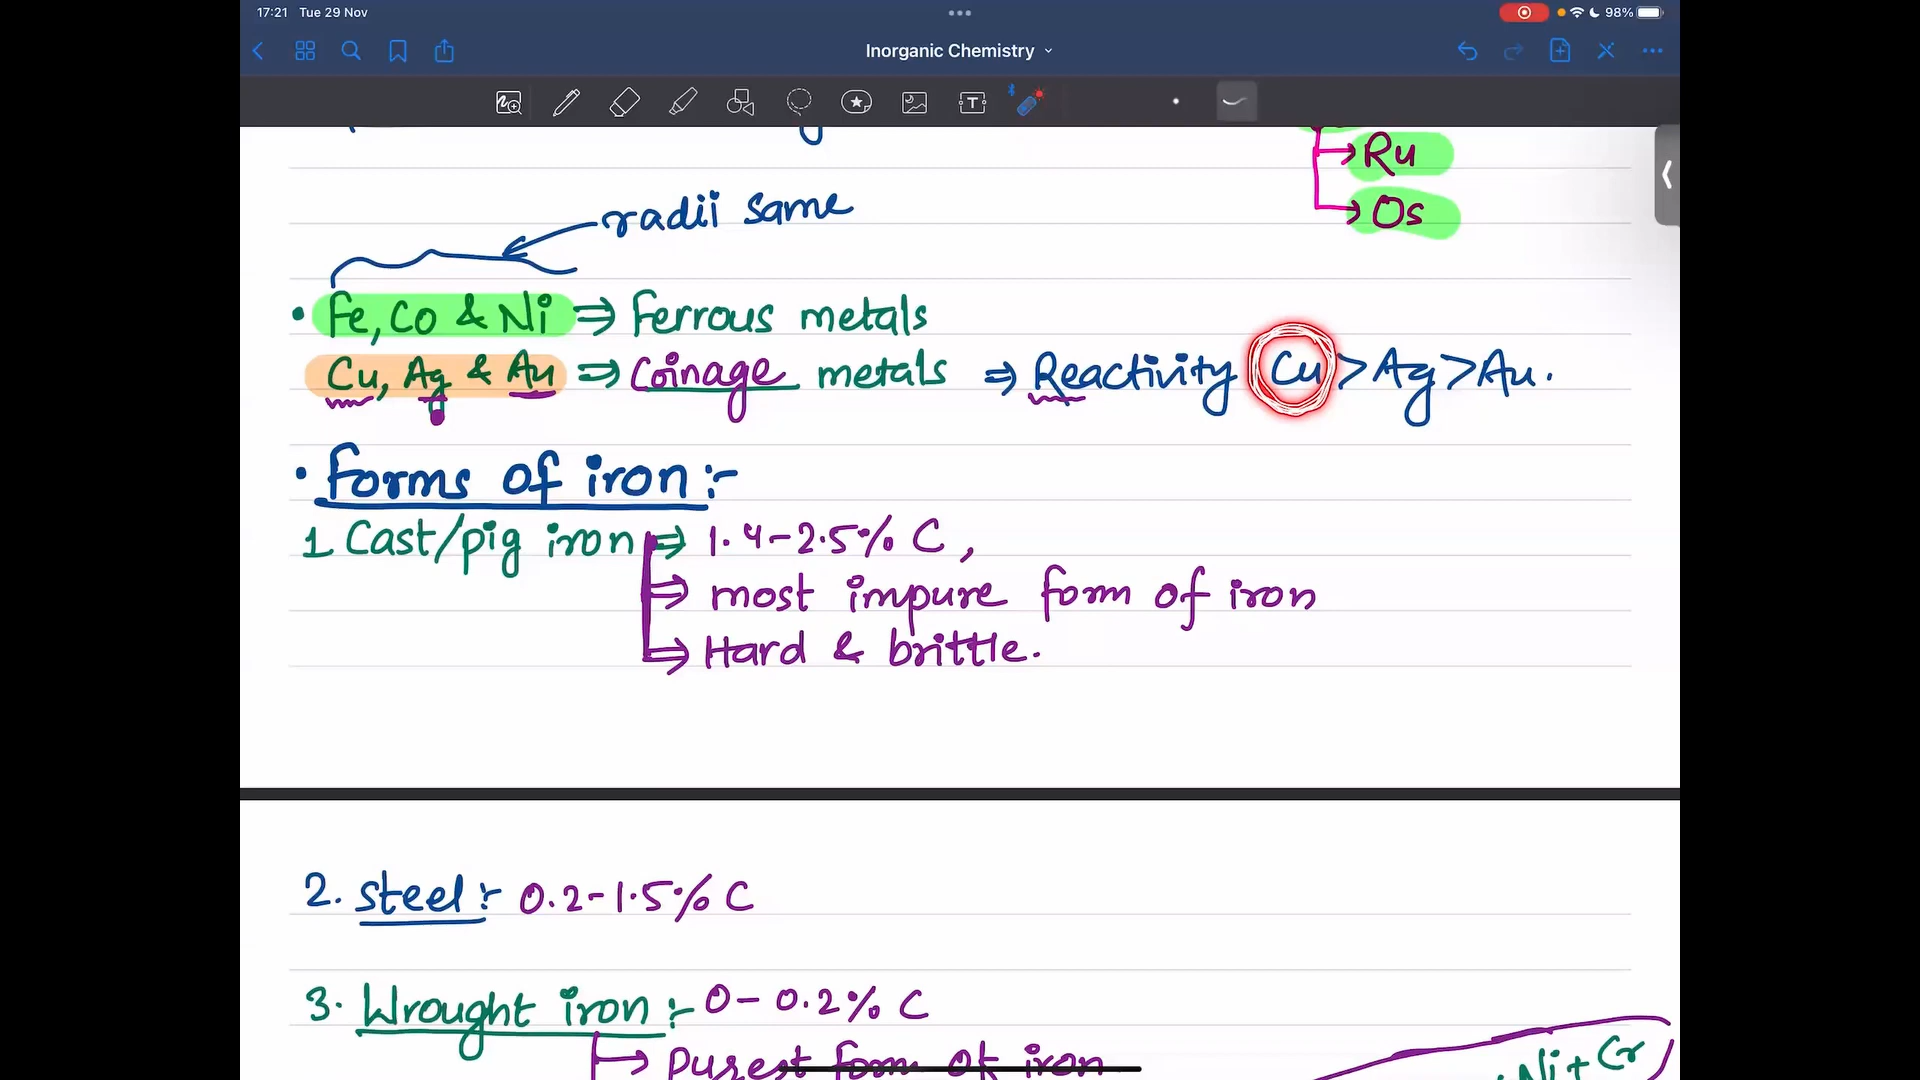 17:21 Tue 29 Nov
98%
Inorganic Chemistry
T
→ Ru
→ Os
radii same
• Fe, Co & Ni ⇒ Ferrous metals
Cu, Ag & Au ⇒ Coinage metals ⇒ Reactivity Cu > Ag > Au.
• Forms of iron :-
1 Cast/pig iron ⇒ 1.4-2.5% C,
⇒ most impure form of iron
⇒ Hard & brittle.
2. Steel :- 0.2-1.5% C
3. Wrought iron :- 0-0.2% C
→ Purest form of iron
Ni + Cr